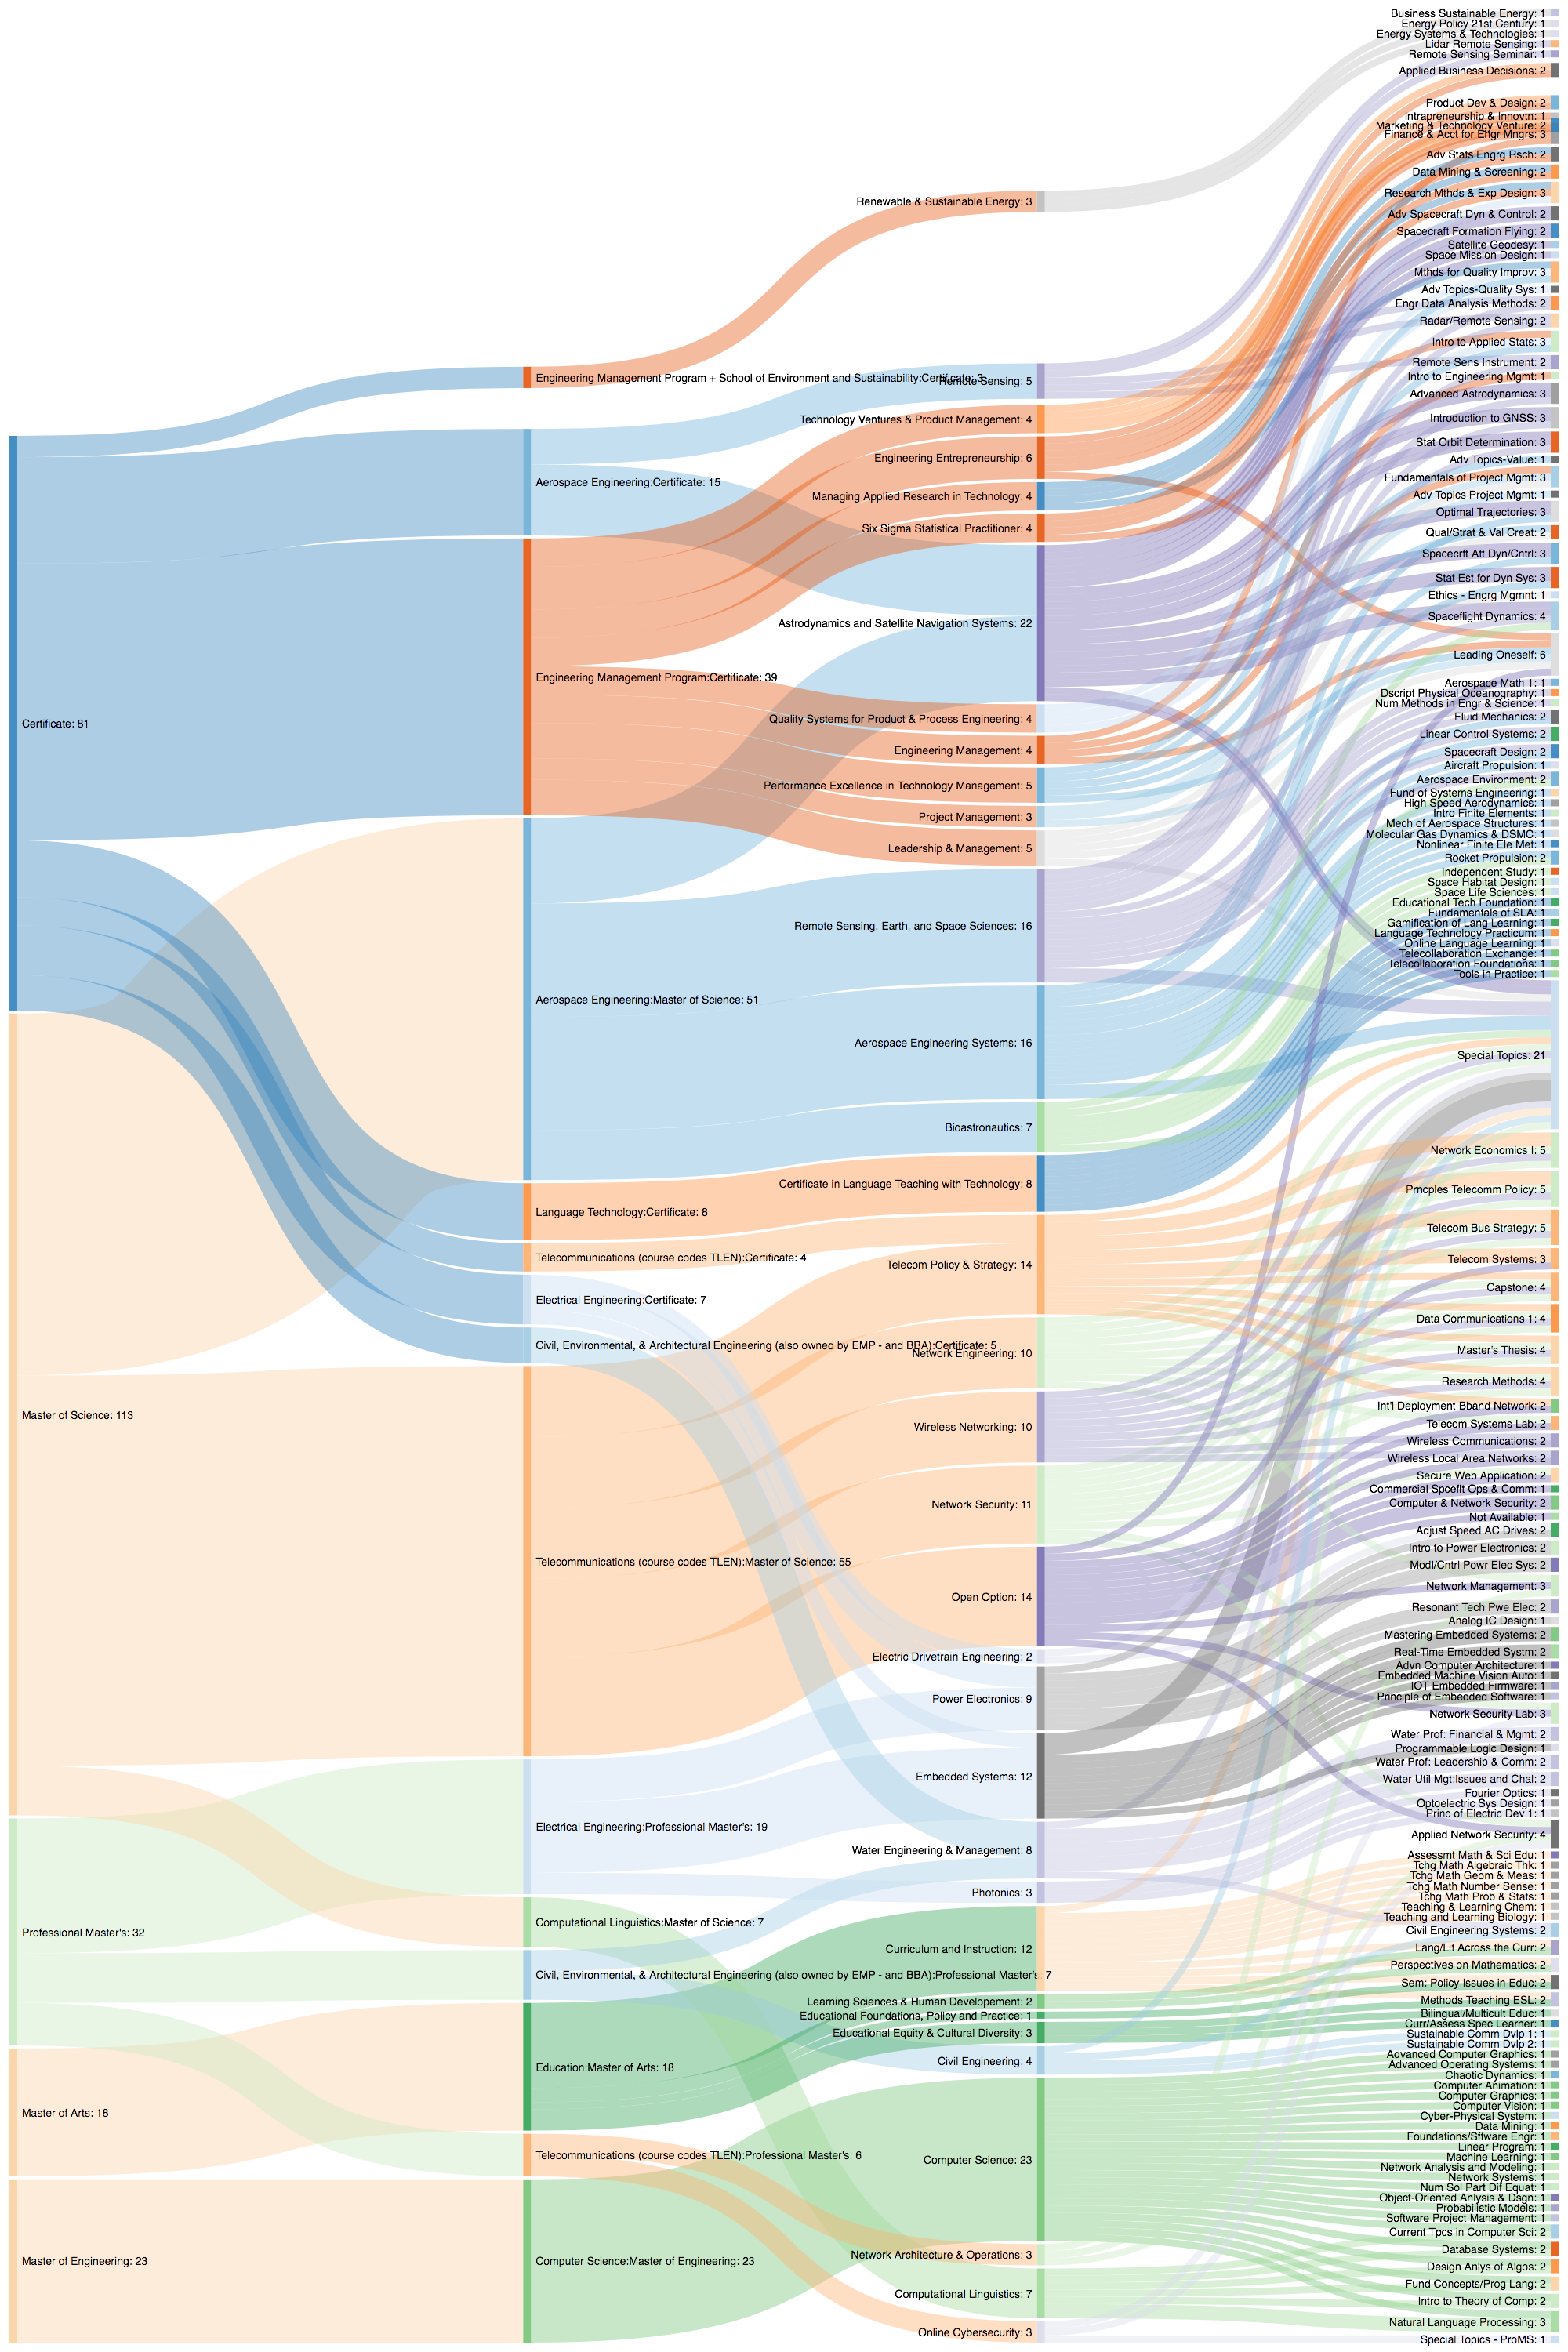 Certificate: 81
Master of Science: 113
Professional Master's: 32
Master of Arts: 18
Master of Engineering: 23
Engineering Management Program + School of Environment and Sustainability:Certificate: 3
Aerospace Engineering:Certificate: 15
Engineering Management Program:Certificate: 39
Aerospace Engineering:Master of Science: 51
Language Technology:Certificate: 8
Telecommunications (course codes TLEN):Certificate: 4
Electrical Engineering:Certificate: 7
Civil, Environmental, & Architectural Engineering (also owned by EMP - and BBA):Certificate: 5
Telecommunications (course codes TLEN):Master of Science: 55
Electrical Engineering:Professional Master's: 19
Computational Linguistics:Master of Science: 7
Civil, Environmental, & Architectural Engineering (also owned by EMP - and BBA):Professional Master's: 7
Education:Master of Arts: 18
Telecommunications (course codes TLEN):Professional Master's: 6
Computer Science:Master of Engineering: 23
Renewable & Sustainable Energy: 3
Remote Sensing: 5
Technology Ventures & Product Management: 4
Engineering Entrepreneurship: 6
Managing Applied Research in Technology: 4
Six Sigma Statistical Practitioner: 4
Astrodynamics and Satellite Navigation Systems: 22
Quality Systems for Product & Process Engineering: 4
Engineering Management: 4
Performance Excellence in Technology Management: 5
Project Management: 3
Leadership & Management: 5
Remote Sensing, Earth, and Space Sciences: 16
Aerospace Engineering Systems: 16
Bioastronautics: 7
Certificate in Language Teaching with Technology: 8
Telecom Policy & Strategy: 14
Network Engineering: 10
Wireless Networking: 10
Network Security: 11
Open Option: 14
Electric Drivetrain Engineering: 2
Power Electronics: 9
Embedded Systems: 12
Water Engineering & Management: 8
Photonics: 3
Curriculum and Instruction: 12
Learning Sciences & Human Developement: 2
Educational Foundations, Policy and Practice: 1
Educational Equity & Cultural Diversity: 3
Civil Engineering: 4
Computer Science: 23
Network Architecture & Operations: 3
Computational Linguistics: 7
Online Cybersecurity: 3
Business Sustainable Energy: 1
Energy Policy 21st Century: 1
Energy Systems & Technologies: 1
Lidar Remote Sensing: 1
Remote Sensing Seminar: 1
Applied Business Decisions: 2
Product Dev & Design: 2
Intrapreneurship & Innovtn: 1
Marketing & Technology Venture: 2
Finance & Acct for Engr Mngrs: 3
Adv Stats Engrg Rsch: 2
Data Mining & Screening: 2
Research Mthds & Exp Design: 3
Adv Spacecraft Dyn & Control: 2
Spacecraft Formation Flying: 2
Satellite Geodesy: 1
Space Mission Design: 1
Mthds for Quality Improv: 3
Adv Topics-Quality Sys: 1
Engr Data Analysis Methods: 2
Radar/Remote Sensing: 2
Intro to Applied Stats: 3
Remote Sens Instrument: 2
Intro to Engineering Mgmt: 1
Advanced Astrodynamics: 3
Introduction to GNSS: 3
Stat Orbit Determination: 3
Adv Topics-Value: 1
Fundamentals of Project Mgmt: 3
Adv Topics Project Mgmt: 1
Optimal Trajectories: 3
Qual/Strat & Val Creat: 2
Spacecrft Att Dyn/Cntrl: 3
Stat Est for Dyn Sys: 3
Ethics - Engrg Mgmnt: 1
Spaceflight Dynamics: 4
Leading Oneself: 6
Aerospace Math 1: 1
Dscript Physical Oceanography: 1
Num Methods in Engr & Science: 1
Fluid Mechanics: 2
Linear Control Systems: 2
Spacecraft Design: 2
Aircraft Propulsion: 1
Aerospace Environment: 2
Fund of Systems Engineering: 1
High Speed Aerodynamics: 1
Intro Finite Elements: 1
Mech of Aerospace Structures: 1
Molecular Gas Dynamics & DSMC: 1
Nonlinear Finite Ele Met: 1
Rocket Propulsion: 2
Independent Study: 1
Space Habitat Design: 1
Space Life Sciences: 1
Educational Tech Foundation: 1
Fundamentals of SLA: 1
Gamification of Lang Learning: 1
Language Technology Practicum: 1
Online Language Learning: 1
Telecollaboration Exchange: 1
Telecollaboration Foundations: 1
Tools in Practice: 1
Special Topics: 21
Network Economics I: 5
Prncples Telecomm Policy: 5
Telecom Bus Strategy: 5
Telecom Systems: 3
Capstone: 4
Data Communications 1: 4
Master's Thesis: 4
Research Methods: 4
Int'l Deployment Bband Network: 2
Telecom Systems Lab: 2
Wireless Communications: 2
Wireless Local Area Networks: 2
Secure Web Application: 2
Commercial Spceflt Ops & Comm: 1
Computer & Network Security: 2
Not Available: 1
Adjust Speed AC Drives: 2
Intro to Power Electronics: 2
Modl/Cntrl Powr Elec Sys: 2
Network Management: 3
Resonant Tech Pwe Elec: 2
Analog IC Design: 1
Mastering Embedded Systems: 2
Real-Time Embedded Systm: 2
Advn Computer Architecture: 1
Embedded Machine Vision Auto: 1
IOT Embedded Firmware: 1
Principle of Embedded Software: 1
Network Security Lab: 3
Water Prof: Financial & Mgmt: 2
Programmable Logic Design: 1
Water Prof: Leadership & Comm: 2
Water Util Mgt:Issues and Chal: 2
Fourier Optics: 1
Optoelectric Sys Design: 1
Princ of Electric Dev 1: 1
Applied Network Security: 4
Assessmt Math & Sci Edu: 1
Tchg Math Algebraic Thk: 1
Tchg Math Geom & Meas: 1
Tchg Math Number Sense: 1
Tchg Math Prob & Stats: 1
Teaching & Learning Chem: 1
Teaching and Learning Biology: 1
Civil Engineering Systems: 2
Lang/Lit Across the Curr: 2
Perspectives on Mathematics: 2
Sem: Policy Issues in Educ: 2
Methods Teaching ESL: 2
Bilingual/Multicult Educ: 1
Curr/Assess Spec Learner: 1
Sustainable Comm Dvlp 1: 1
Sustainable Comm Dvlp 2: 1
Advanced Computer Graphics: 1
Advanced Operating Systems: 1
Chaotic Dynamics: 1
Computer Animation: 1
Computer Graphics: 1
Computer Vision: 1
Cyber-Physical System: 1
Data Mining: 1
Foundations/Sftware Engr: 1
Linear Program: 1
Machine Learning: 1
Network Analysis and Modeling: 1
Network Systems: 1
Num Sol Part Dif Equat: 1
Object-Oriented Anlysis & Dsgn: 1
Probabilistic Models: 1
Software Project Management: 1
Current Tpcs in Computer Sci: 2
Database Systems: 2
Design Anlys of Algos: 2
Fund Concepts/Prog Lang: 2
Intro to Theory of Comp: 2
Natural Language Processing: 3
Special Topics - ProMS: 1